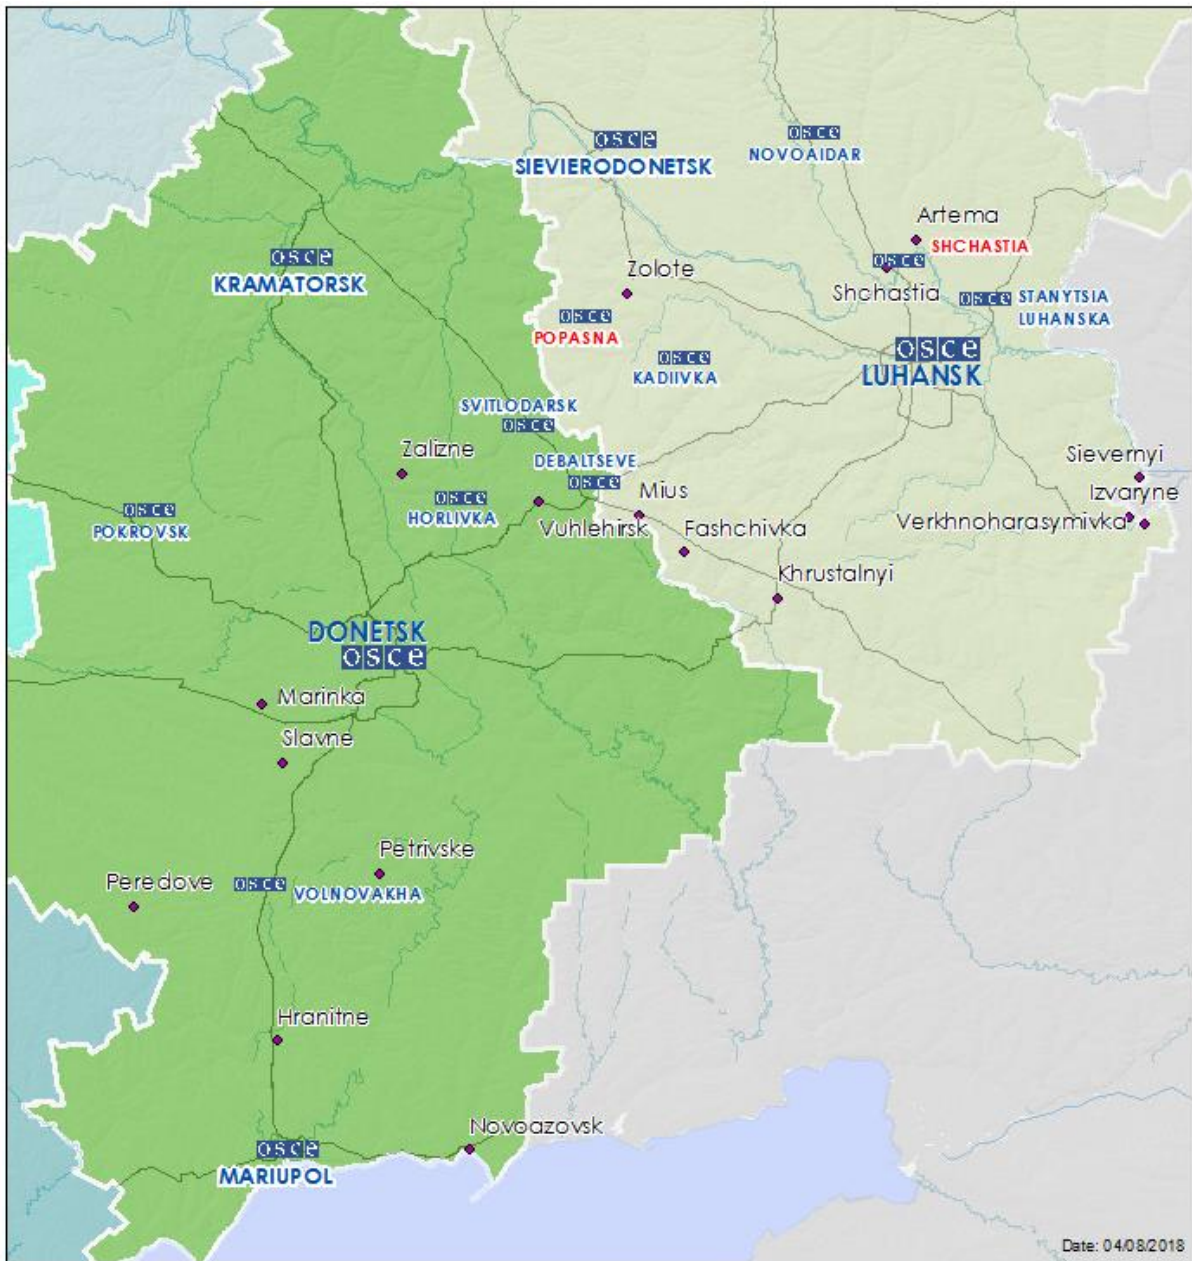 osce
SIEVIERODONETSK
osce
NOVOAIDAR
Artema
SHCHASTIA
osce
Shchastia
osce
KRAMATORSK
Zolote
osce
POPASNA
osce
STANYTSIA
LUHANSKA
osce
LUHANSK
osce
KADIIVKA
SVITLODARSK
osce
Zalizne
DEBALTSEVE
osce
Sievernyi
Izvaryne
Verkhnoharasymivka
osce
HORLIVKA
Vuhlehirsk
Mius
Fashchivka
osce
POKROVSK
Khrustalnyi
DONETSK
osce
Marinka
Slavne
Petrivske
Peredove
osce
VOLNOVAKHA
Hranitne
Novoazovsk
osce
MARIUPOL
Date: 04/08/2018